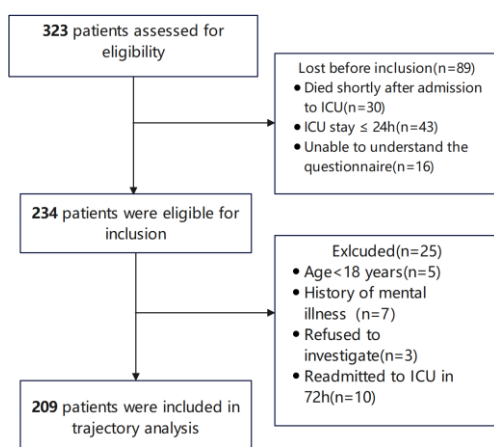 323 patients assessed for
eligibility
Lost before inclusion(n=89)
● Died shortly after admission
to ICU(n=30)
● ICU stay ≤ 24h(n=43)
● Unable to understand the
questionnaire(n=16)
234 patients were eligible for
inclusion
Exlcuded(n=25)
● Age<18 years(n=5)
● History of mental
illness (n=7)
● Refused to
investigate(n=3)
● Readmitted to ICU in
72h(n=10)
209 patients were included in
trajectory analysis